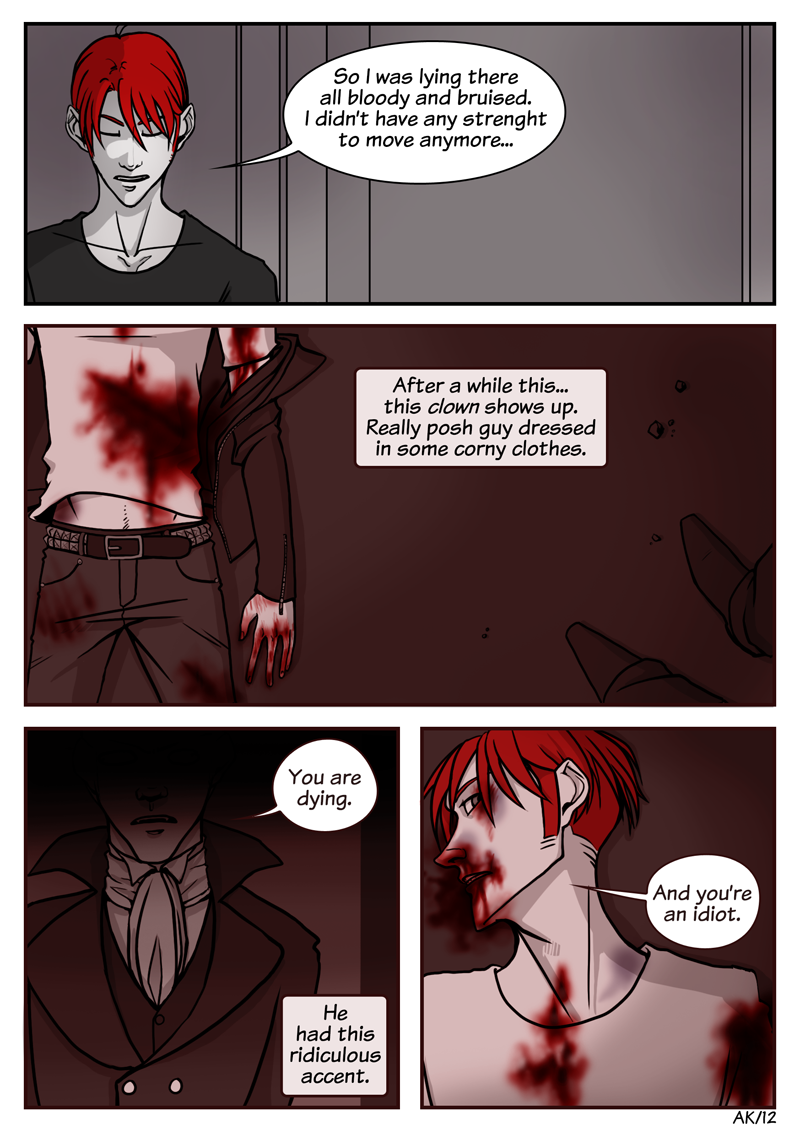 So I was lying there
all bloody and bruised.
I didn't have any strenght
to move anymore...
After a while this...
this clown shows up.
Really posh guy dressed
in some corny clothes.
You are
dying.
He
had this
ridiculous
accent.
And you're
an idiot.
AK/12